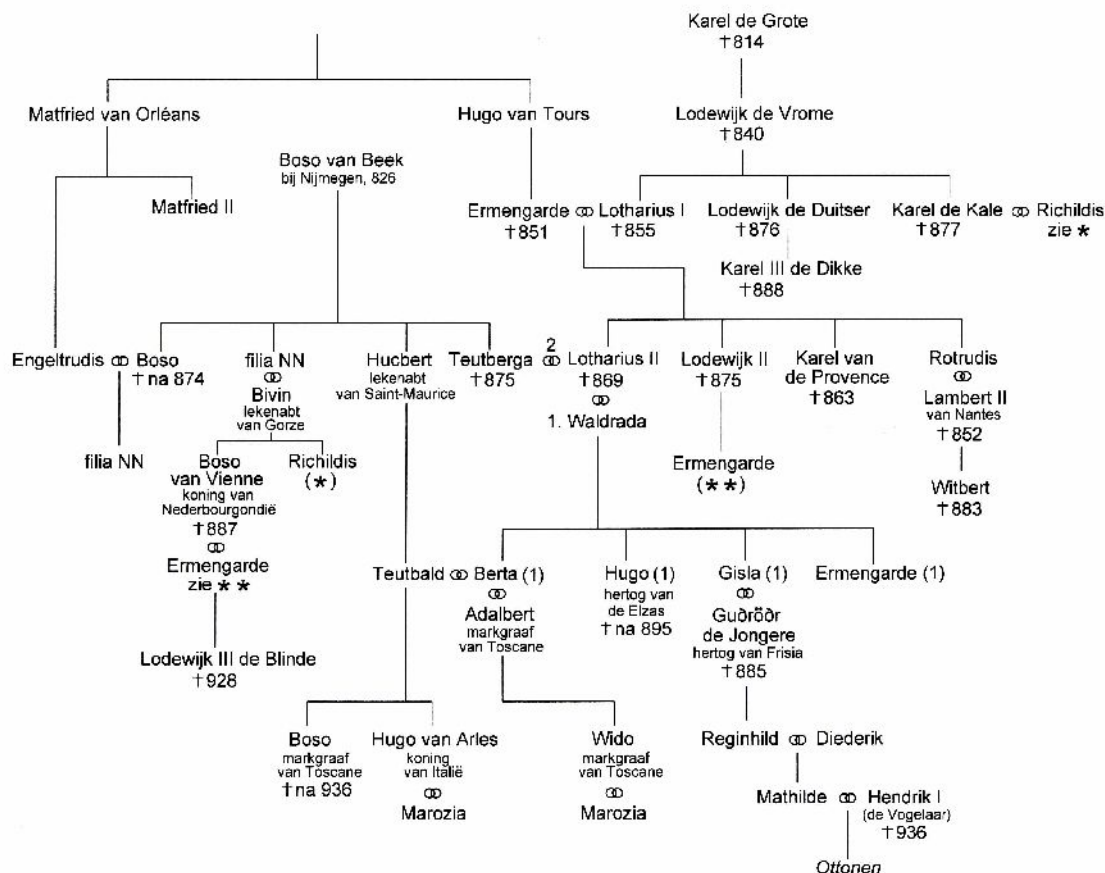 Karel de Grote
†814
Matfried van Orléans
Hugo van Tours
Lodewijk de Vrome
†840
Boso van Beek
bij Nijmegen, 826
Matfried II
Ermengarde ⚭ Lotharius I
†851 †855
Lodewijk de Duitser
†876
Karel de Kale ⚭ Richildis
†877 zie *
Karel III de Dikke
†888
Engeltrudis ⚭ Boso
† na 874
filia NN
⚭
Bivin
lekenabt
van Gorze
Hucbert
lekenabt
van Saint-Maurice
Teutberga 2 ⚭ Lotharius II
†875 †869
⚭
1. Waldrada
Lodewijk II
†875
Karel van
de Provence
†863
Rotrudis
⚭
Lambert II
van Nantes
†852
filia NN
Boso
van Vienne
koning van
Nederbourgondië
†887
⚭
Ermengarde
zie * *
Richildis
(*)
Ermengarde
(* *)
Witbert
†883
Teutbald ⚭ Berta (1)
⚭
Adalbert
markgraaf
van Toscane
Hugo (1)
hertog van
de Elzas
† na 895
Gisla (1)
⚭
Guðröðr
de Jongere
hertog van Frisia
†885
Ermengarde (1)
Lodewijk III de Blinde
†928
Boso
markgraaf
van Toscane
† na 936
Hugo van Arles
koning
van Italië
⚭
Marozia
Wido
markgraaf
van Toscane
⚭
Marozia
Reginhild ⚭ Diederik
Mathilde ⚭ Hendrik I
(de Vogelaar)
†936
Ottonen